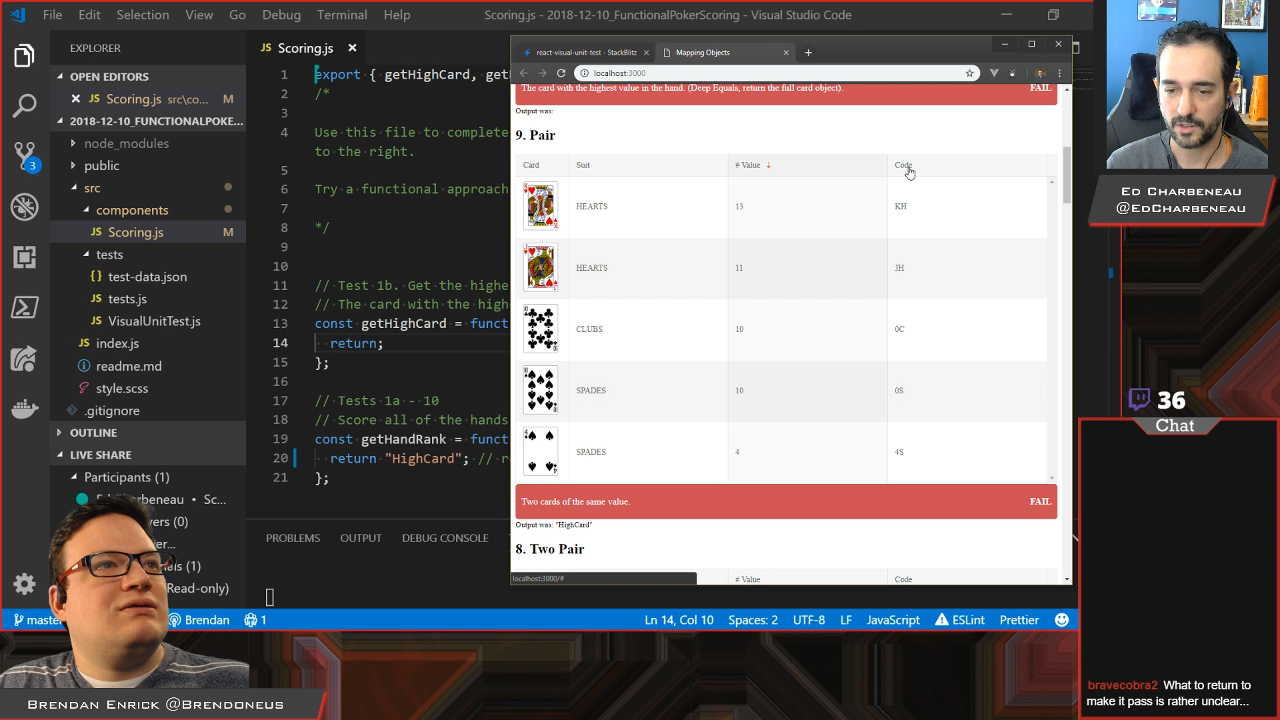 File Edit Selection View Go Debug Terminal Help
Scoring.js - 2018-12-10_FunctionalPokerScoring - Visual Studio Code
EXPLORER
OPEN EDITORS
Scoring.js src\co... M
2018-12-10_FUNCTIONALPOKE...
node_modules
public
src
components
Scoring.js M
tests
test-data.json
tests.js
VisualUnitTest.js
index.js
readme.md
style.scss
.gitignore
OUTLINE
LIVE SHARE
Participants (1)
Sc...
(0)
(1)
Read-only)
3
Scoring.js
1 export { getHighCard, get
2 /*
3
4 Use this file to complete
to the right.
5
6 Try a functional approach
7
8 */
9
10
11 // Test 1b. Get the highe
12 // The card with the high
13 const getHighCard = funct
14 return;
15 };
16
17 // Tests 1a - 10
18 // Score all of the hands
19 const getHandRank = funct
20 return "HighCard"; // r
21 };
PROBLEMS OUTPUT DEBUG CONSOLE
react-visual-unit-test - StackBlitz
Mapping Objects
localhost:3000
The card with the highest value in the hand. (Deep Equals, return the full card object). FAIL
Output was:
9. Pair
Card Suit # Value ↓ Code
HEARTS 13 KH
HEARTS 11 JH
CLUBS 10 0C
SPADES 10 0S
SPADES 4 4S
Two cards of the same value. FAIL
Output was: "HighCard"
8. Two Pair
# Value Code
localhost:3000/#
Brendan 1
Ln 14, Col 10 Spaces: 2 UTF-8 LF JavaScript ESLint Prettier
ED CHARBENEAU
@EDCHARBENEAU
36
Chat
bravecobra2 What to return to
make it pass is rather unclear...
BRENDAN ENRICK @BRENDONEUS